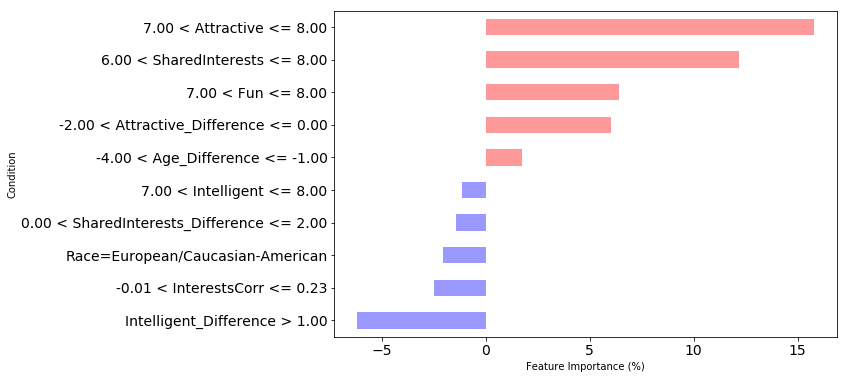 7.00 < Attractive <= 8.00
6.00 < SharedInterests <= 8.00
7.00 < Fun <= 8.00
-2.00 < Attractive_Difference <= 0.00
-4.00 < Age_Difference <= -1.00
7.00 < Intelligent <= 8.00
0.00 < SharedInterests_Difference <= 2.00
Race=European/Caucasian-American
-0.01 < InterestsCorr <= 0.23
Intelligent_Difference > 1.00
Condition
−5 0 5 10 15
Feature Importance (%)